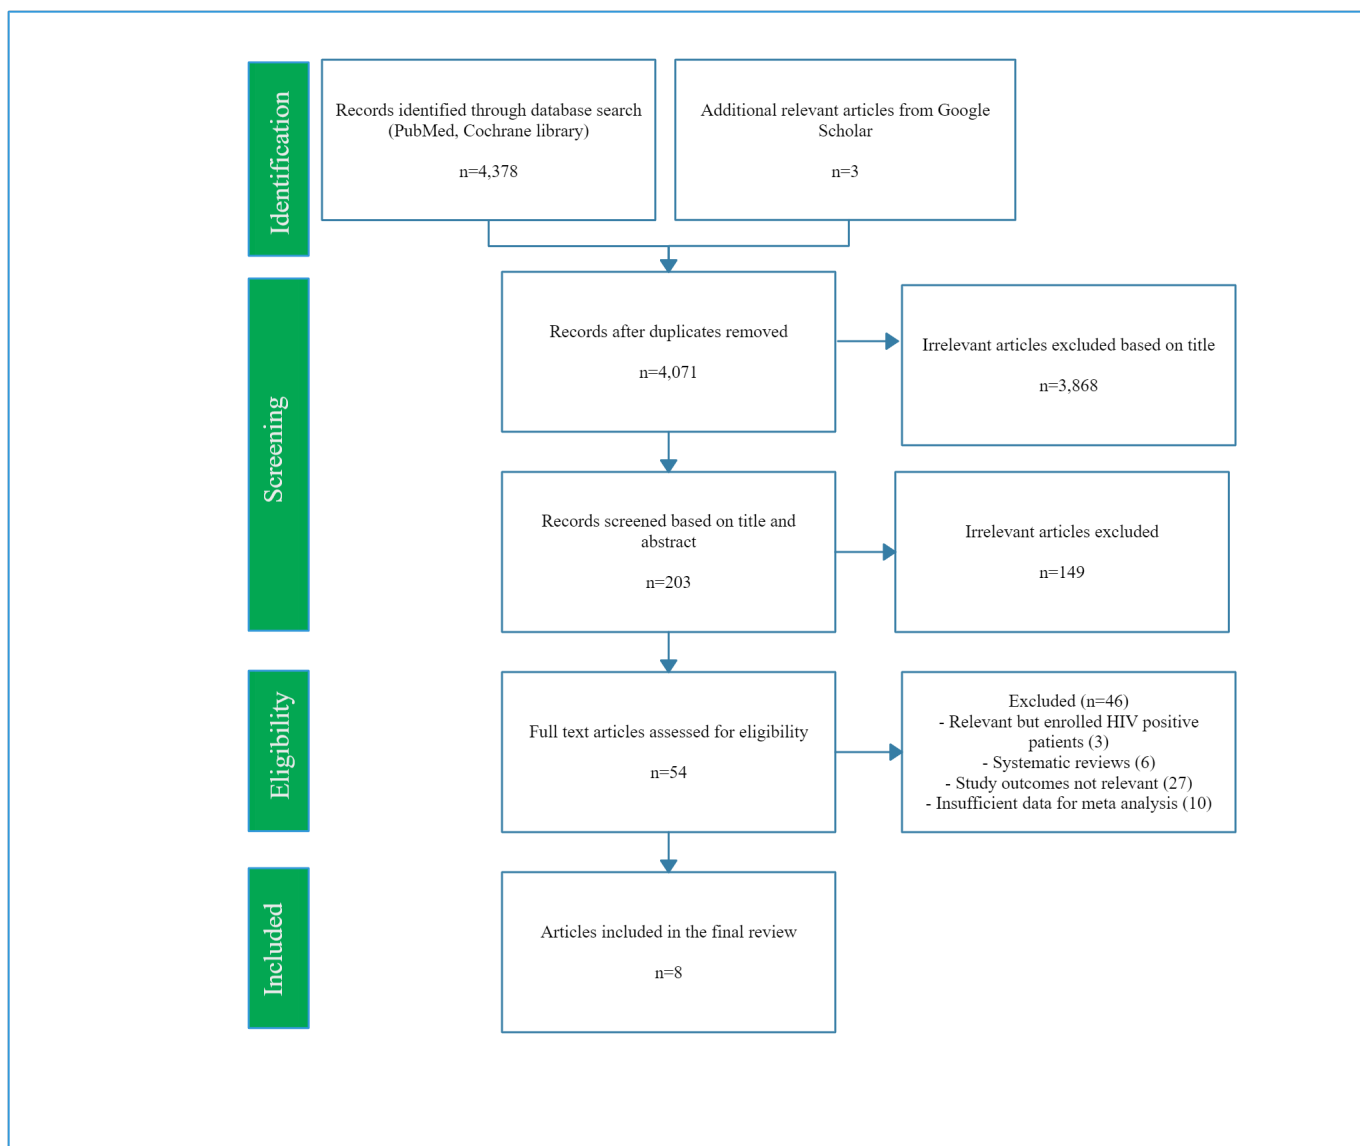 Identification
Records identified through database search
(PubMed, Cochrane library)
n=4,378
Additional relevant articles from Google
Scholar
n=3
Screening
Records after duplicates removed
n=4,071
Irrelevant articles excluded based on title
n=3,868
Records screened based on title and
abstract
n=203
Irrelevant articles excluded
n=149
Eligibility
Full text articles assessed for eligibility
n=54
Excluded (n=46)
- Relevant but enrolled HIV positive
patients (3)
- Systematic reviews (6)
- Study outcomes not relevant (27)
- Insufficient data for meta analysis (10)
Included
Articles included in the final review
n=8